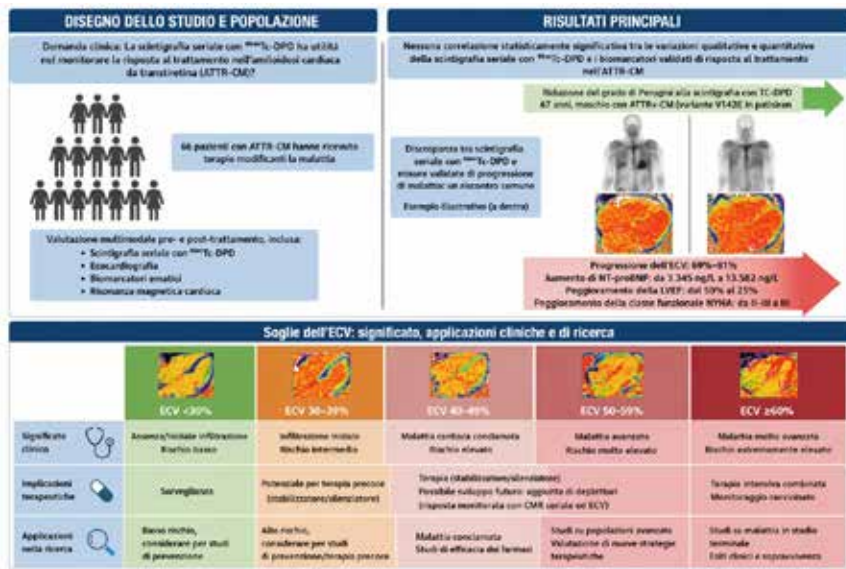 DISEGNO DELLO STUDIO E POPOLAZIONE
Domanda clinica: La scintigrafia seriale con ⁹⁹ᵐTc-DPD ha utilità
nel monitorare la risposta al trattamento nell'amiloidosi cardiaca
da transtiretina (ATTR-CM)?
66 pazienti con ATTR-CM hanno ricevuto
terapie modificanti la malattia
Valutazione multimodale pre- e post-trattamento, inclusa:
• Scintigrafia seriale con ⁹⁹ᵐTc-DPD
• Ecocardiografia
• Biomarcatori ematici
• Risonanza magnetica cardiaca
RISULTATI PRINCIPALI
Nessuna correlazione statisticamente significativa tra le variazioni qualitative e quantitative
della scintigrafia seriale con ⁹⁹ᵐTc-DPD e i biomarcatori validati di risposta al trattamento
nell'ATTR-CM
Riduzione del grado di Perugini alla scintigrafia con TC-DPD
67 anni, maschio con ATTRv-CM (variante V142I) in patisiran
Discrepanza tra scintigrafia
seriale con ⁹⁹ᵐTc-DPD e
misure validate di progressione
di malattia: un riscontro comune
Esempio illustrativo (a destra)
Progressione dell'ECV: 69%–81%
Aumento di NT-proBNP: da 3.345 ng/L a 13.582 ng/L
Peggioramento della LVEF: dal 50% al 25%
Peggioramento della classe funzionale NYHA: da II-III a III
Soglie dell'ECV: significato, applicazioni cliniche e di ricerca
ECV <30%
ECV 30–39%
ECV 40–49%
ECV 50–59%
ECV ≥60%
Significato
clinico
Assenza/iniziale infiltrazione
Rischio basso
Infiltrazione iniziale
Rischio intermedio
Malattia cardiaca conclamata
Rischio elevato
Malattia avanzata
Rischio molto elevato
Malattia molto avanzata
Rischio estremamente elevato
Implicazioni
terapeutiche
Sorveglianza
Potenziale per terapia precoce
(stabilizzatore/silenziatore)
Terapia (stabilizzatore/silenziatore)
Possibile sviluppo futuro: aggiunta di depletori
(risposta monitorata con CMR seriale ed ECV)
Terapia intensiva combinata
Monitoraggio ravvicinato
Applicazioni
nella ricerca
Basso rischio,
considerare per studi
di prevenzione
Alto rischio,
considerare per studi
di prevenzione/terapia precoce
Malattia conclamata
Studi di efficacia dei farmaci
Studi su popolazioni avanzate
Valutazione di nuove strategie
terapeutiche
Studi su malattia in stadio
terminale
Esiti clinici e sopravvivenza